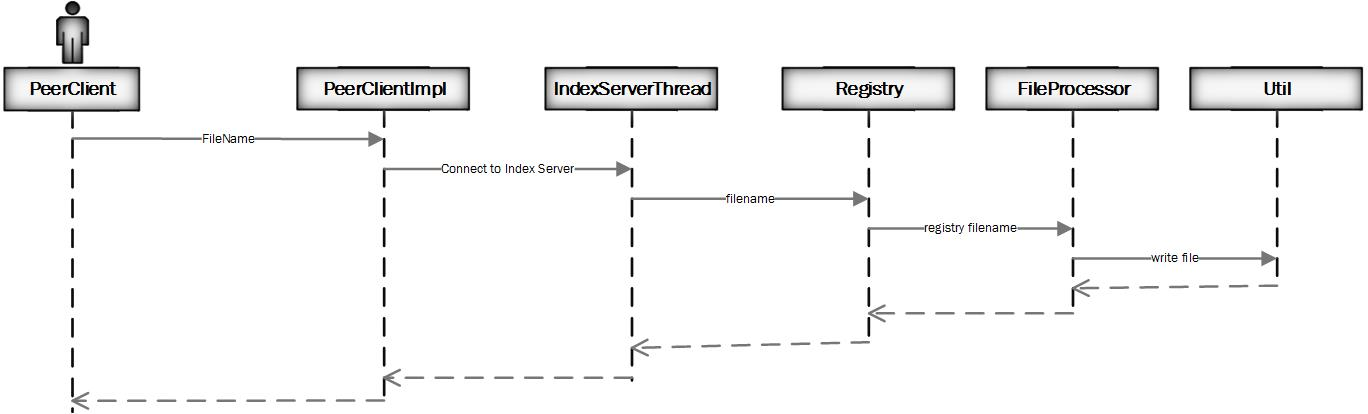 PeerClient
PeerClientImpl
IndexServerThread
Registry
FileProcessor
Util
FileName
Connect to Index Server
filename
registry filename
write file